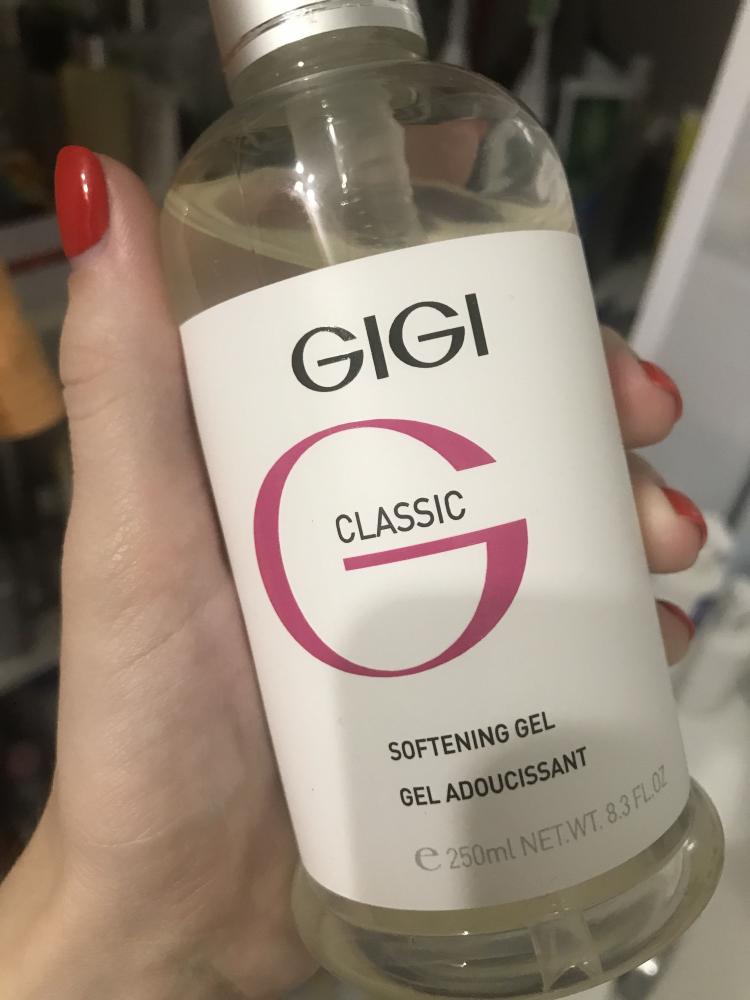 GIGI
CLASSIC
SOFTENING GEL
GEL ADOUCISSANT
e 250ml NET.WT. 8.3 FL.OZ